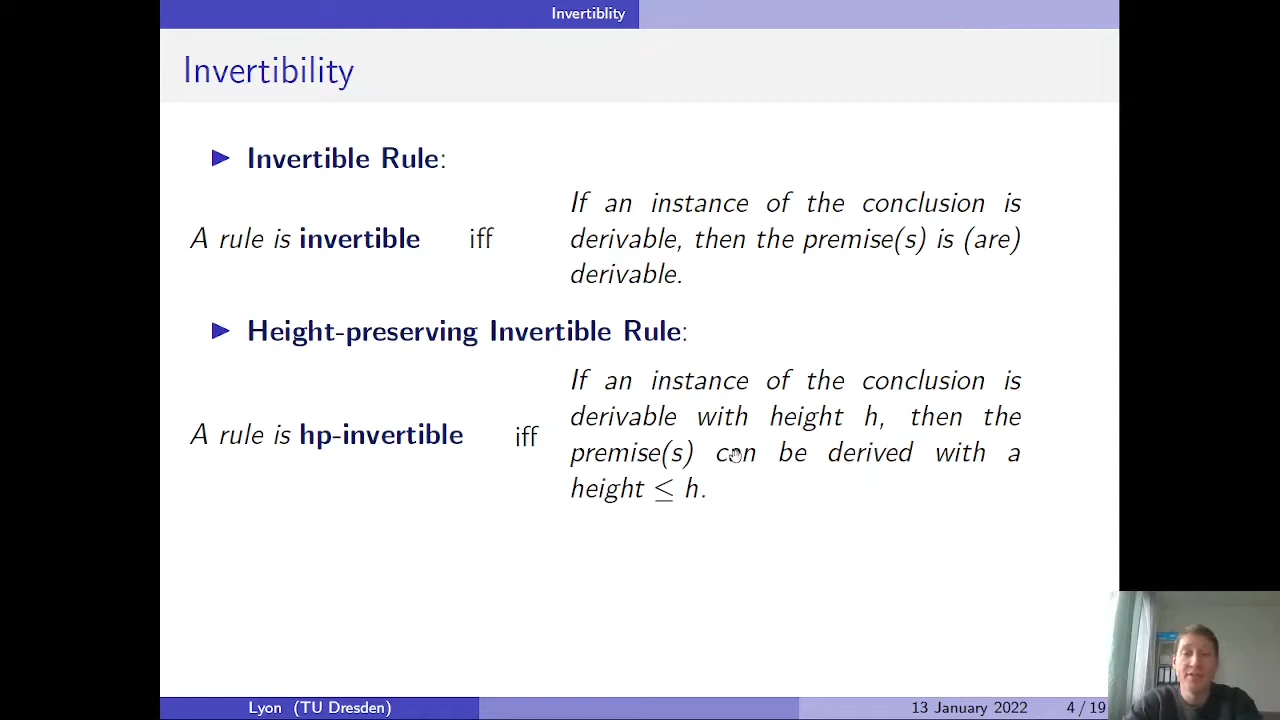 Invertiblity
Invertibility
Invertible Rule:
A rule is invertible iff
If an instance of the conclusion is
derivable, then the premise(s) is (are)
derivable.
Height-preserving Invertible Rule:
A rule is hp-invertible iff
If an instance of the conclusion is
derivable with height h, then the
premise(s) can be derived with a
height ≤ h.
Lyon (TU Dresden) 13 January 2022 4 / 19